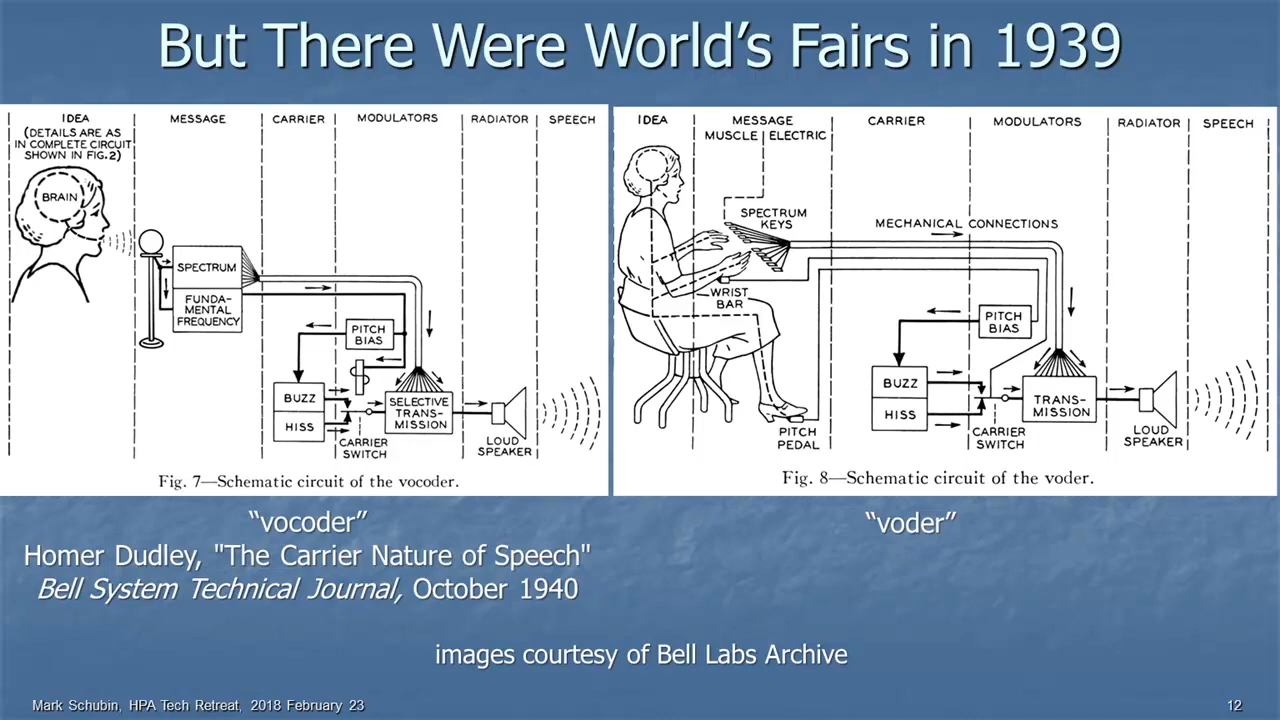 But There Were World’s Fairs in 1939
IDEA
(DETAILS ARE AS
IN COMPLETE CIRCUIT
SHOWN IN FIG.2)
MESSAGE
CARRIER
MODULATORS
RADIATOR
SPEECH
BRAIN
SPECTRUM
FUNDA-
MENTAL
FREQUENCY
PITCH
BIAS
BUZZ
HISS
CARRIER
SWITCH
SELECTIVE
TRANS-
MISSION
LOUD
SPEAKER
Fig. 7—Schematic circuit of the vocoder.
IDEA
MESSAGE
MUSCLE ELECTRIC
CARRIER
MODULATORS
RADIATOR
SPEECH
SPECTRUM
KEYS
MECHANICAL CONNECTIONS
WRIST
BAR
PITCH
BIAS
BUZZ
HISS
CARRIER
SWITCH
TRANS-
MISSION
LOUD
SPEAKER
PITCH
PEDAL
Fig. 8—Schematic circuit of the voder.
“vocoder”
Homer Dudley, "The Carrier Nature of Speech"
Bell System Technical Journal, October 1940
“voder”
images courtesy of Bell Labs Archive
Mark Schubin, HPA Tech Retreat, 2018 February 23
12